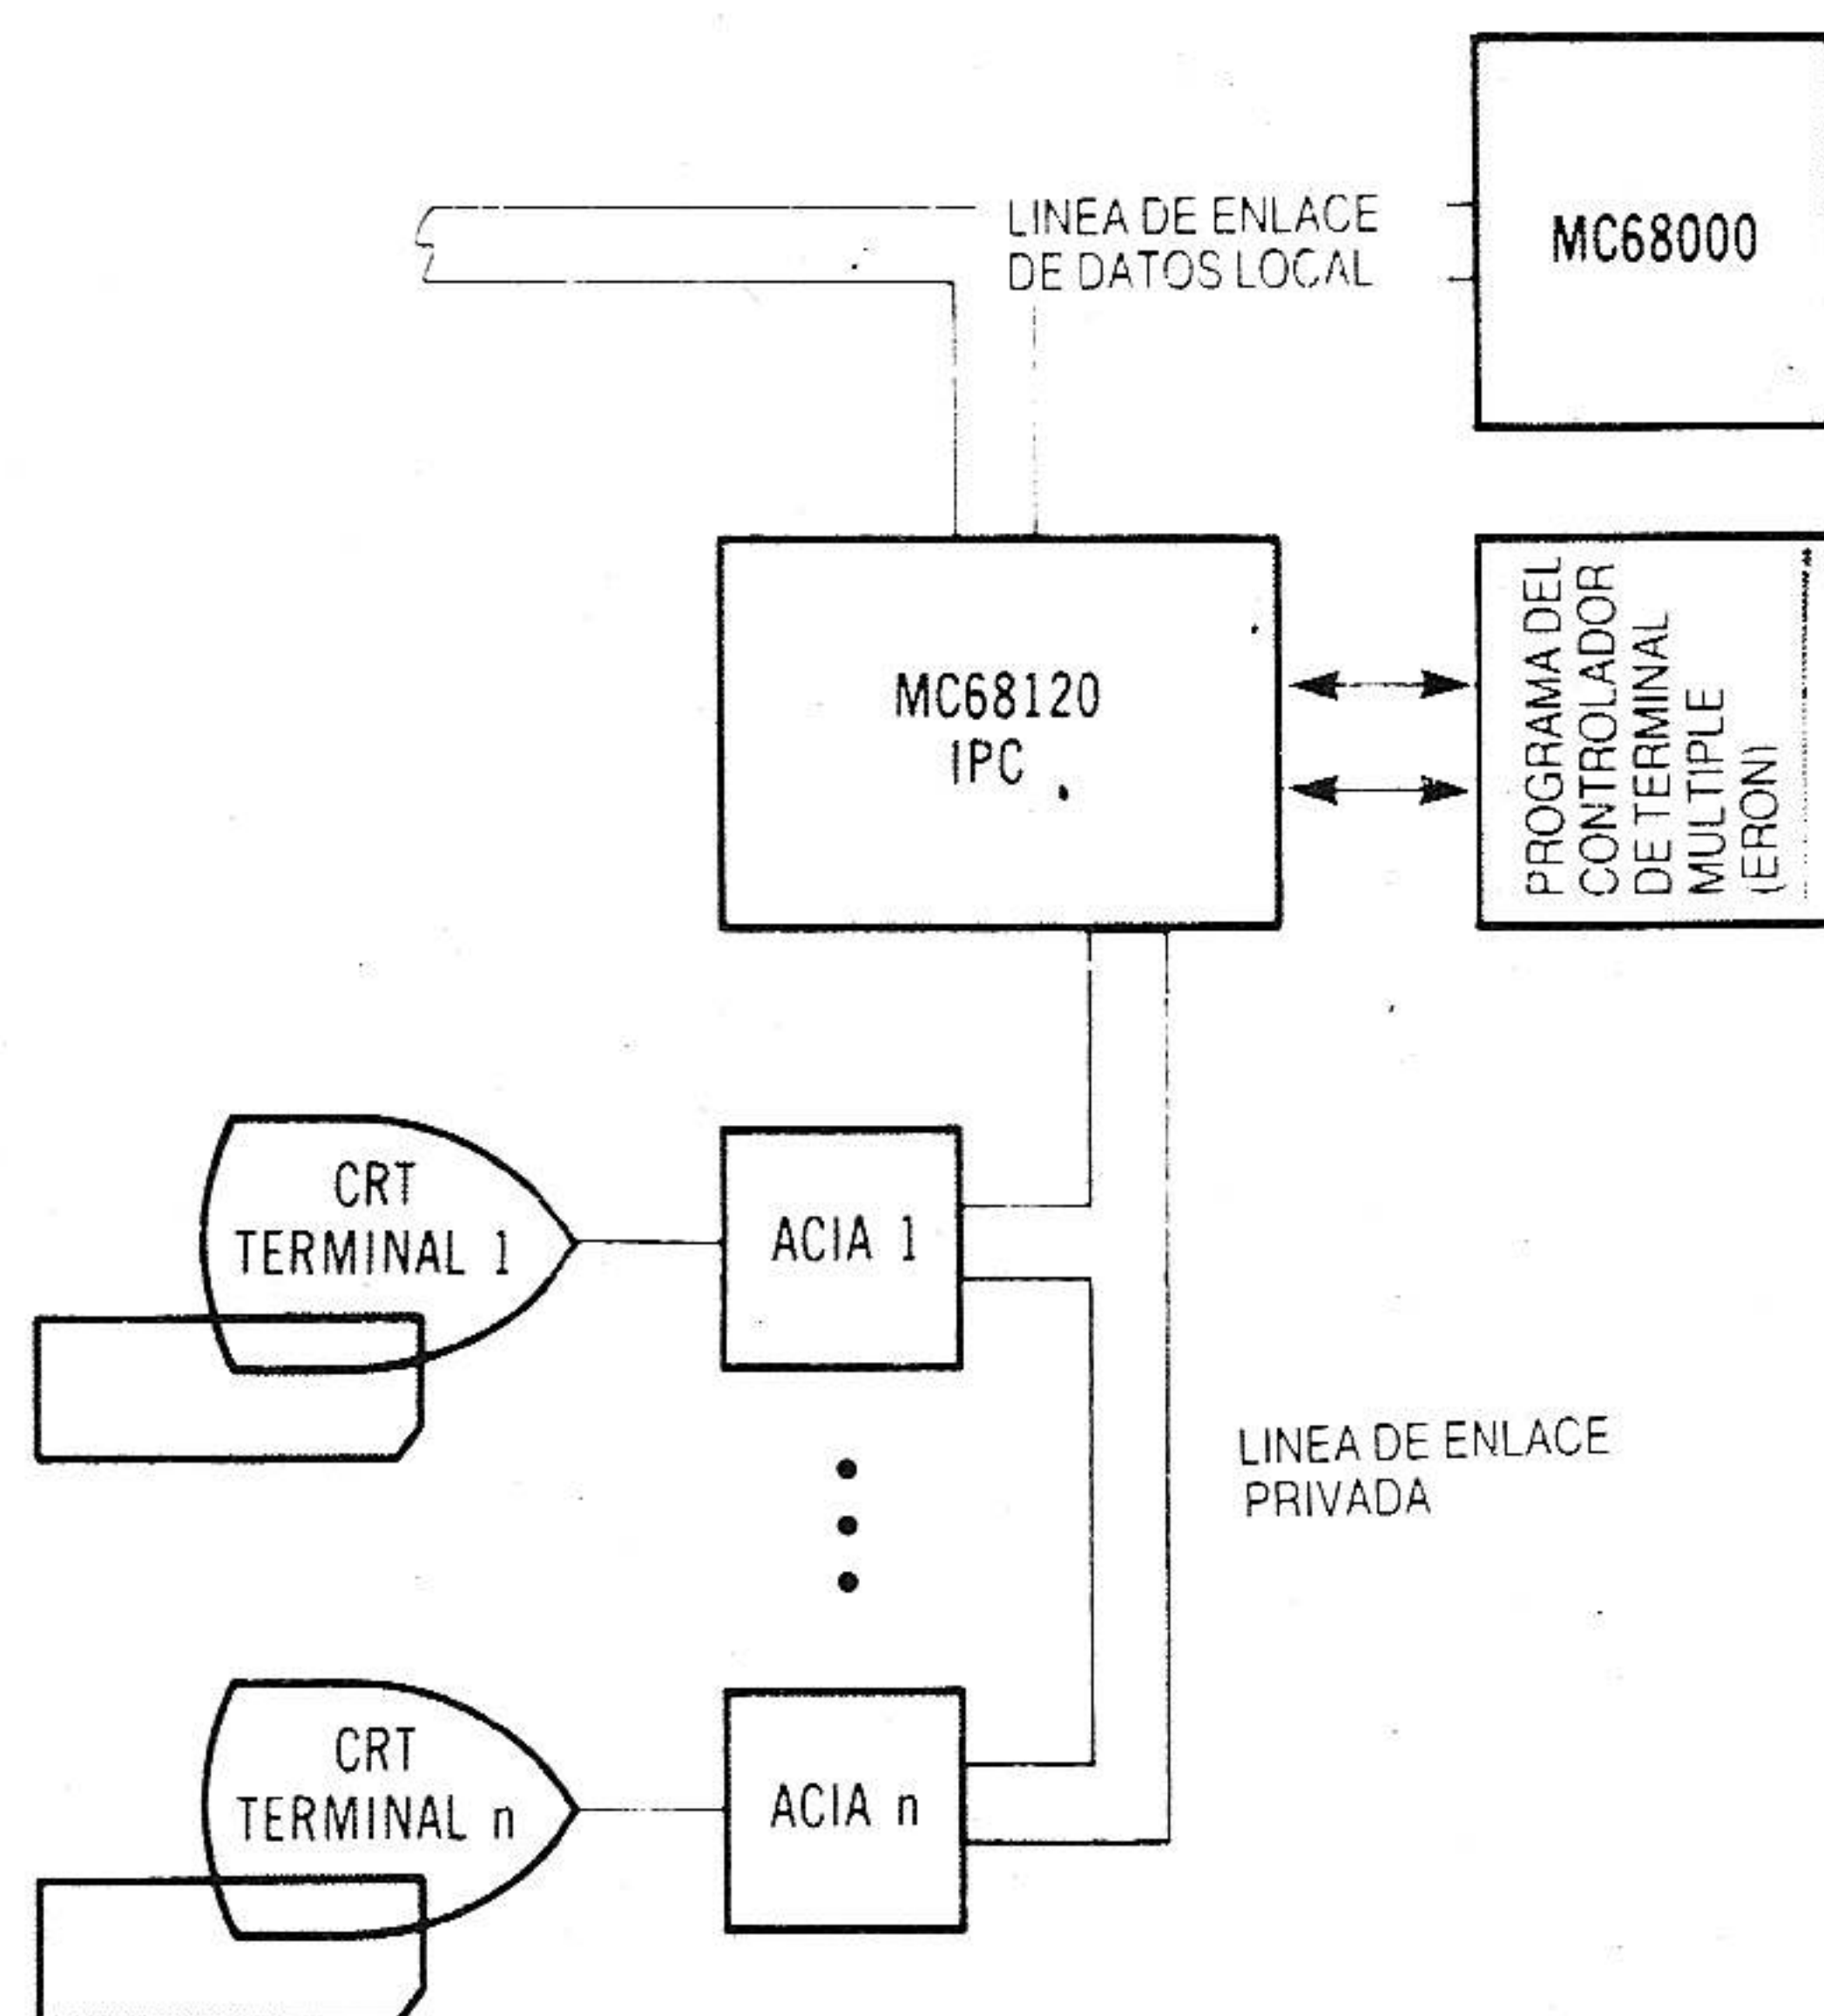 LINEA DE ENLACE
DE DATOS LOCAL
MC68000
MC68120
IPC
PROGRAMA DEL
CONTROLADOR
DE TERMINAL
MULTIPLE
(ERON)
CRT
TERMINAL 1
ACIA 1
LINEA DE ENLACE
PRIVADA
CRT
TERMINAL n
ACIA n